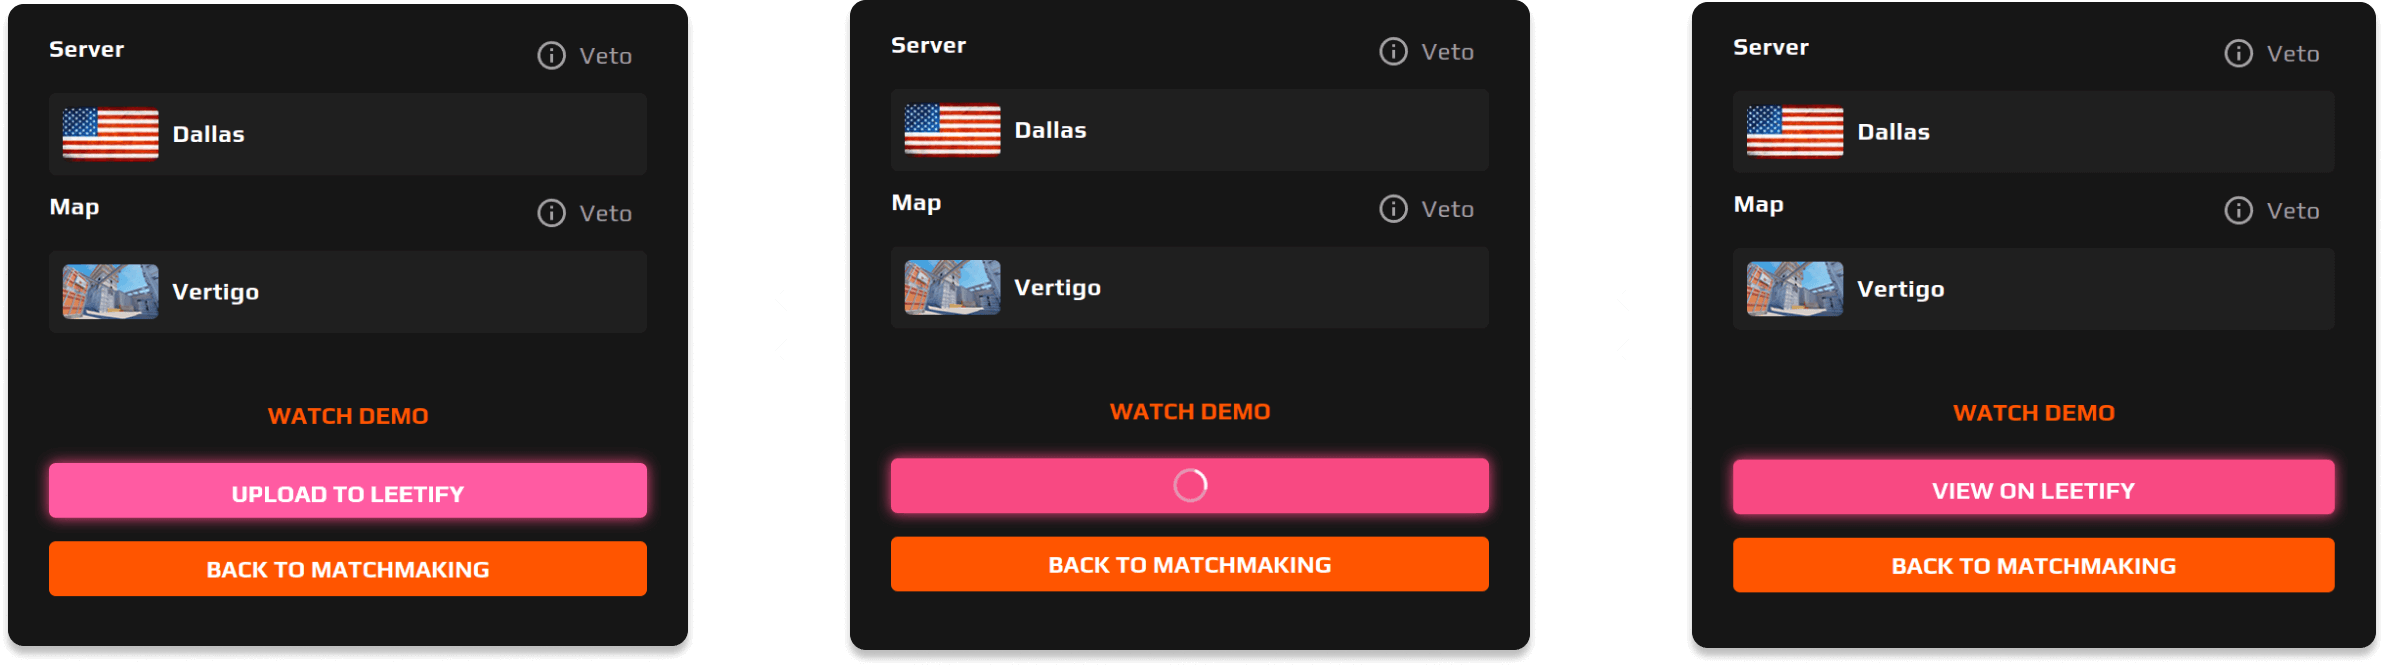 Server
Veto
Dallas
Map
Veto
Vertigo
WATCH DEMO
UPLOAD TO LEETIFY
BACK TO MATCHMAKING
Server
Veto
Dallas
Map
Veto
Vertigo
WATCH DEMO
BACK TO MATCHMAKING
Server
Veto
Dallas
Map
Veto
Vertigo
WATCH DEMO
VIEW ON LEETIFY
BACK TO MATCHMAKING